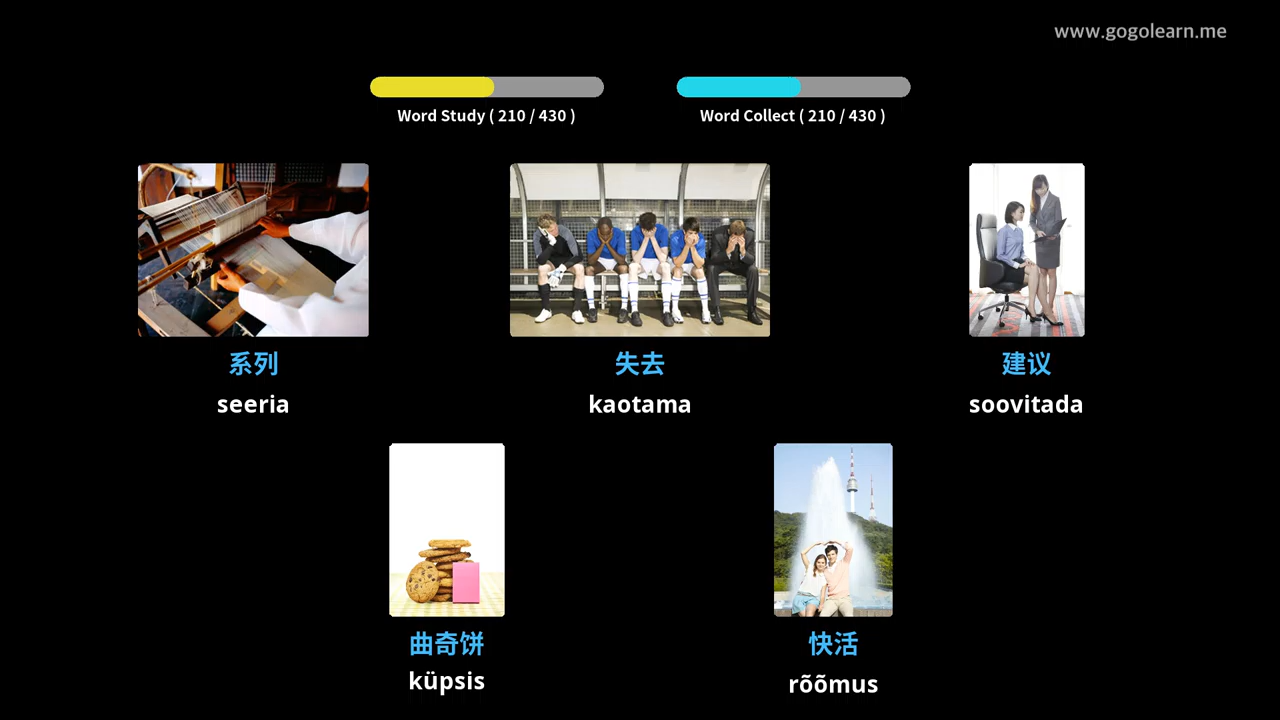 www.gogolearn.me
Word Study ( 210 / 430 )
Word Collect ( 210 / 430 )
系列
seeria
失去
kaotama
建议
soovitada
曲奇饼
küpsis
快活
rõõmus